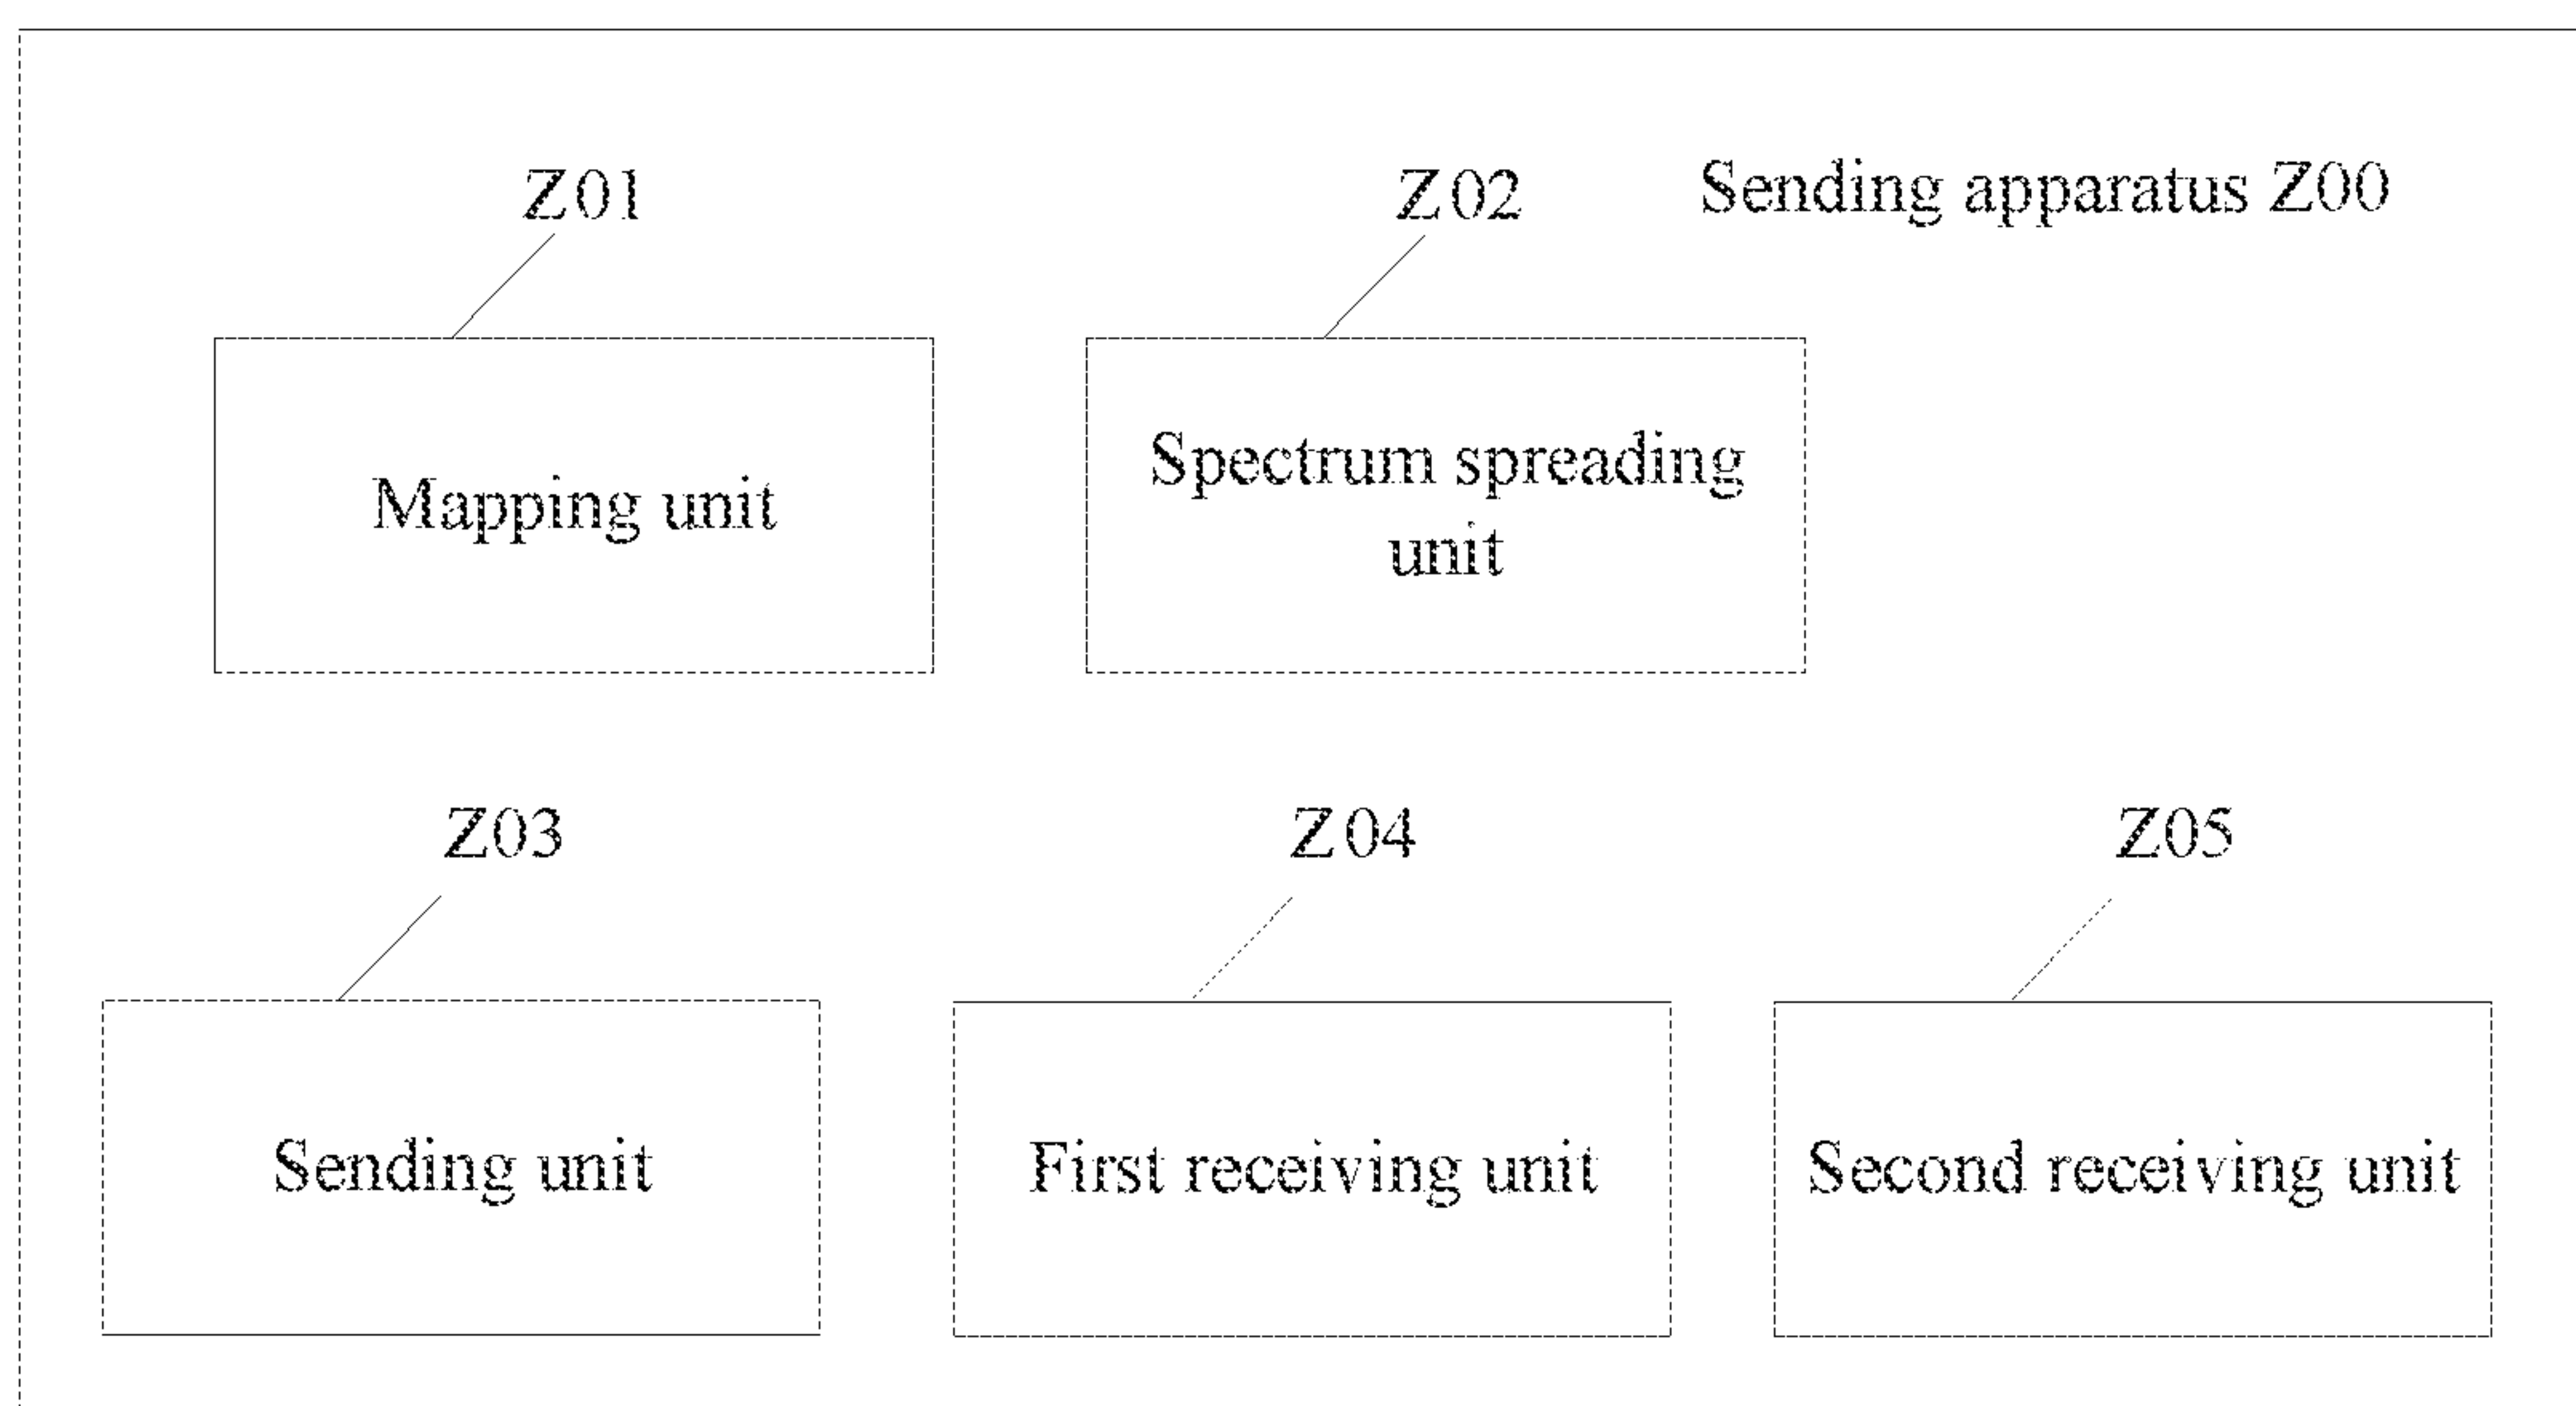 Z01
Z02
Sending apparatus Z00
Mapping unit
Spectrum spreading
unit
Z03
Z04
Z05
Sending unit
First receiving unit
Second receiving unit